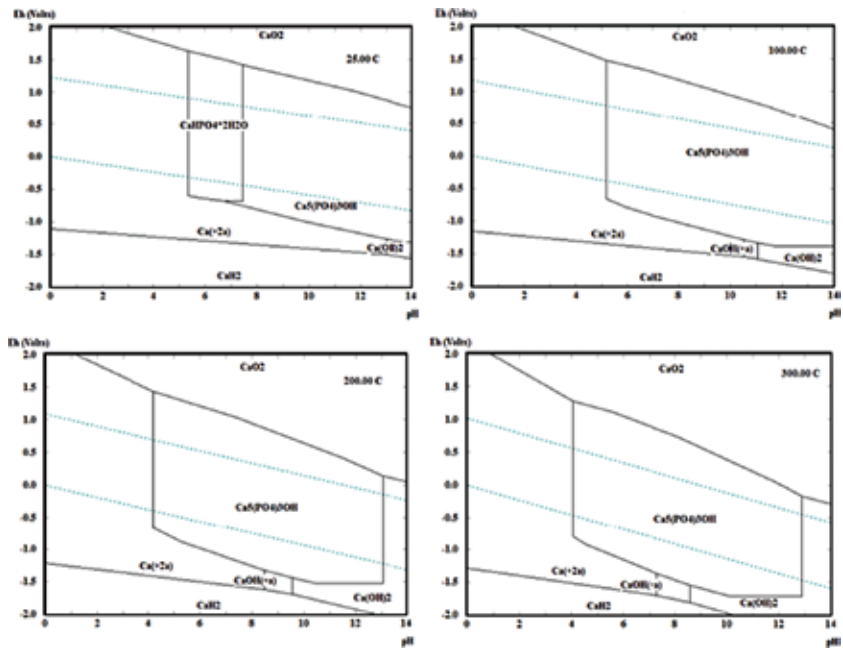 Eh (Volts)
2.0
1.5
1.0
0.5
0.0
-0.5
-1.0
-1.5
-2.0
CaO2
25.00 C
CaHPO4*2H2O
Ca5(PO4)3OH
Ca(+2a)
Ca(OH)2
CaH2
0 2 4 6 8 10 12 14
pH
Eh (Volts)
2.0
1.5
1.0
0.5
0.0
-0.5
-1.0
-1.5
-2.0
CaO2
100.00 C
Ca5(PO4)3OH
Ca(+2a)
CaOH(+a)
Ca(OH)2
CaH2
0 2 4 6 8 10 12 14
pH
Eh (Volts)
2.0
1.5
1.0
0.5
0.0
-0.5
-1.0
-1.5
-2.0
CaO2
200.00 C
Ca5(PO4)3OH
Ca(+2a)
CaOH(+a)
Ca(OH)2
CaH2
0 2 4 6 8 10 12 14
pH
Eh (Volts)
2.0
1.5
1.0
0.5
0.0
-0.5
-1.0
-1.5
-2.0
CaO2
300.00 C
Ca5(PO4)3OH
Ca(+2a)
CaOH(+a)
Ca(OH)2
CaH2
0 2 4 6 8 10 12 14
pH